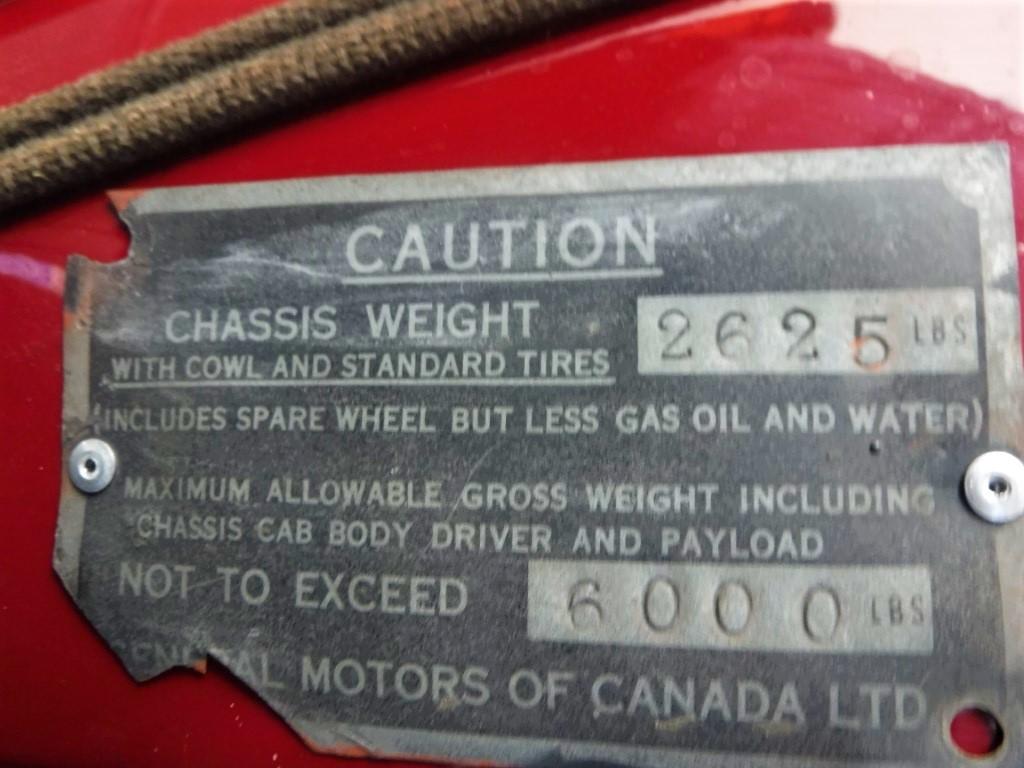 CAUTION
CHASSIS WEIGHT 2625 LBS
WITH COWL AND STANDARD TIRES
(INCLUDES SPARE WHEEL BUT LESS GAS OIL AND WATER)
MAXIMUM ALLOWABLE GROSS WEIGHT INCLUDING
CHASSIS CAB BODY DRIVER AND PAYLOAD
NOT TO EXCEED 6000 LBS
MOTORS OF CANADA LTD